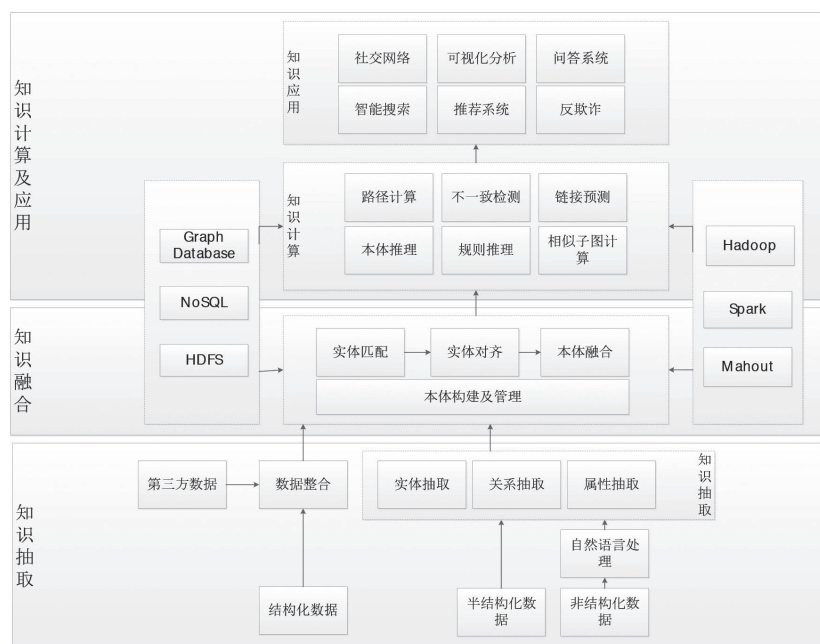 知识计算及应用
知识应用
社交网络
可视化分析
问答系统
智能搜索
推荐系统
反欺诈
知识计算
路径计算
不一致检测
链接预测
本体推理
规则推理
相似子图计
算
Graph
Database
NoSQL
HDFS
Hadoop
Spark
Mahout
知识融合
实体匹配
实体对齐
本体融合
本体构建及管理
知识抽取
第三方数据
数据整合
实体抽取
关系抽取
属性抽取
知识抽取
自然语言处
理
结构化数据
半结构化数
据
非结构化数
据